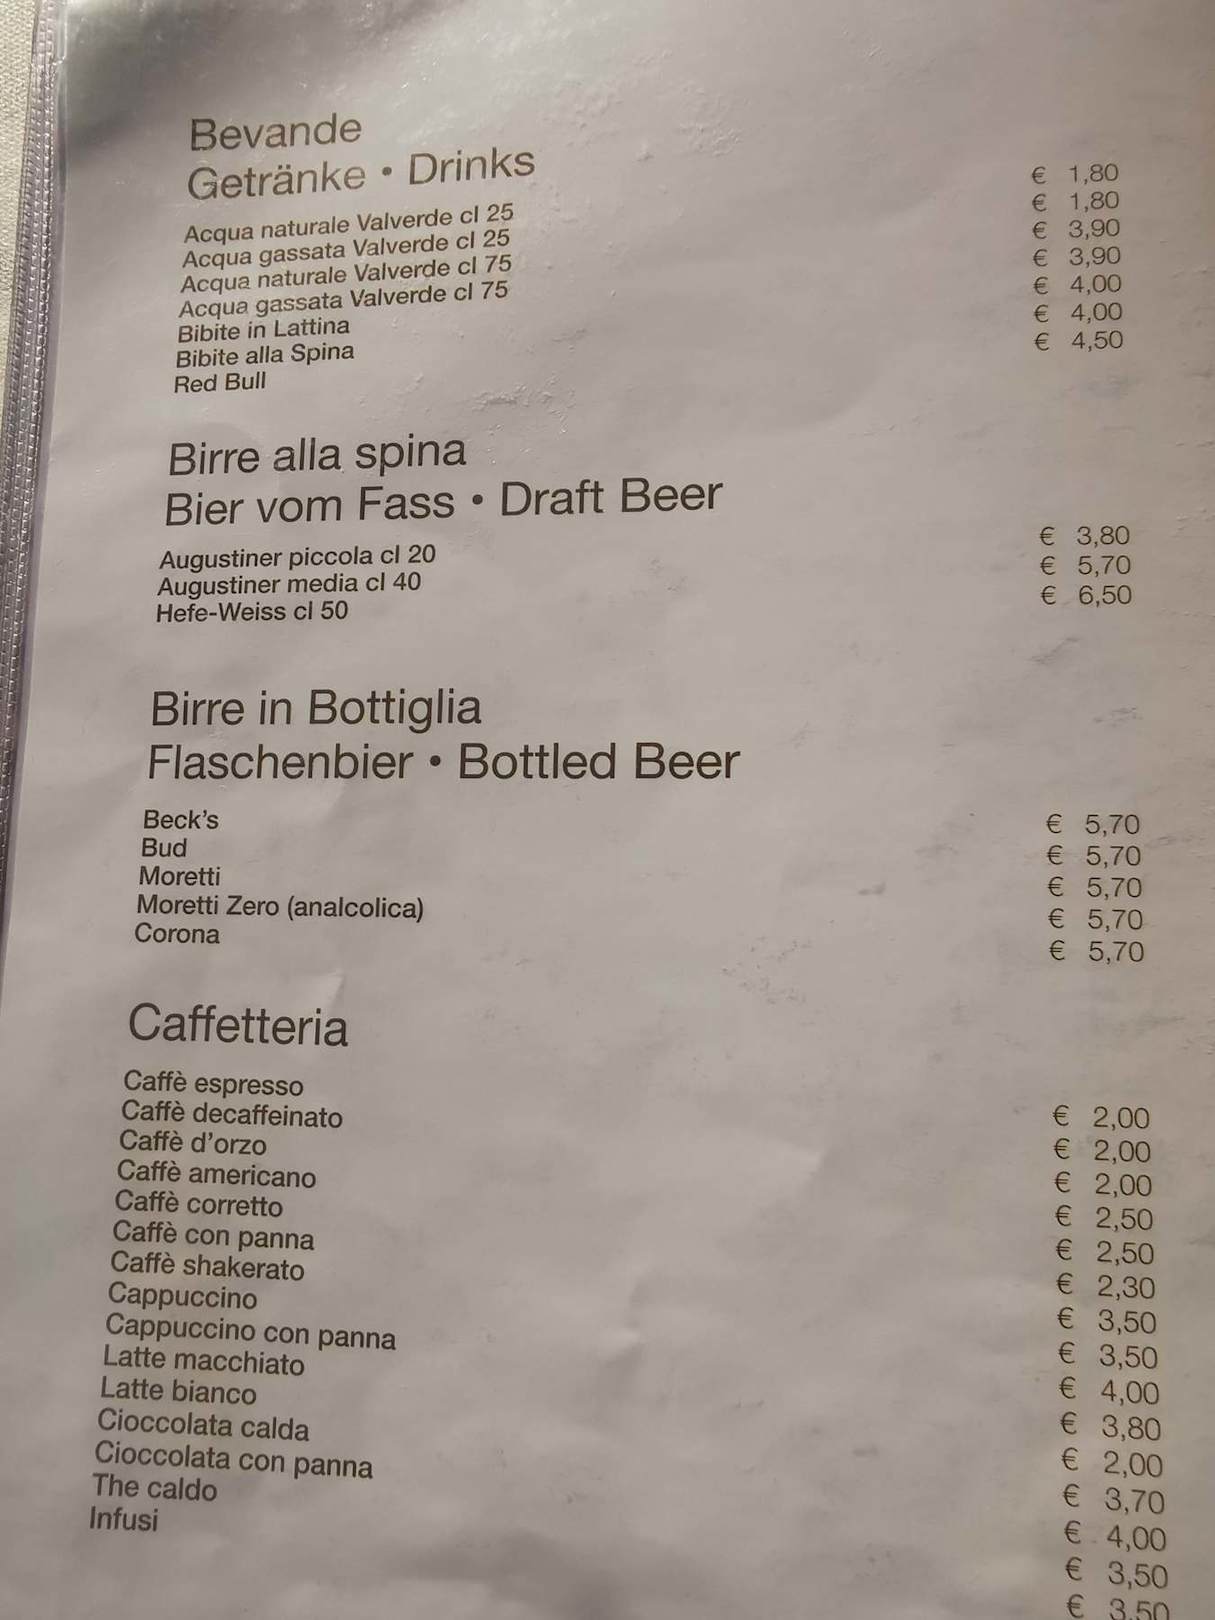 Bevande
Getränke • Drinks
Acqua naturale Valverde cl 25 € 1,80
Acqua gassata Valverde cl 25 € 1,80
Acqua naturale Valverde cl 75 € 3,90
Acqua gassata Valverde cl 75 € 3,90
Bibite in Lattina € 4,00
Bibite alla Spina € 4,00
Red Bull € 4,50
Birre alla spina
Bier vom Fass • Draft Beer
Augustiner piccola cl 20 € 3,80
Augustiner media cl 40 € 5,70
Hefe-Weiss cl 50 € 6,50
Birre in Bottiglia
Flaschenbier • Bottled Beer
Beck's € 5,70
Bud € 5,70
Moretti € 5,70
Moretti Zero (analcolica) € 5,70
Corona € 5,70
Caffetteria
Caffè espresso € 2,00
Caffè decaffeinato € 2,00
Caffè d'orzo € 2,00
Caffè americano € 2,50
Caffè corretto € 2,50
Caffè con panna € 2,30
Caffè shakerato € 3,50
Cappuccino € 3,50
Cappuccino con panna € 4,00
Latte macchiato € 3,80
Latte bianco € 2,00
Cioccolata calda € 3,70
Cioccolata con panna € 4,00
The caldo € 3,50
Infusi € 3,50